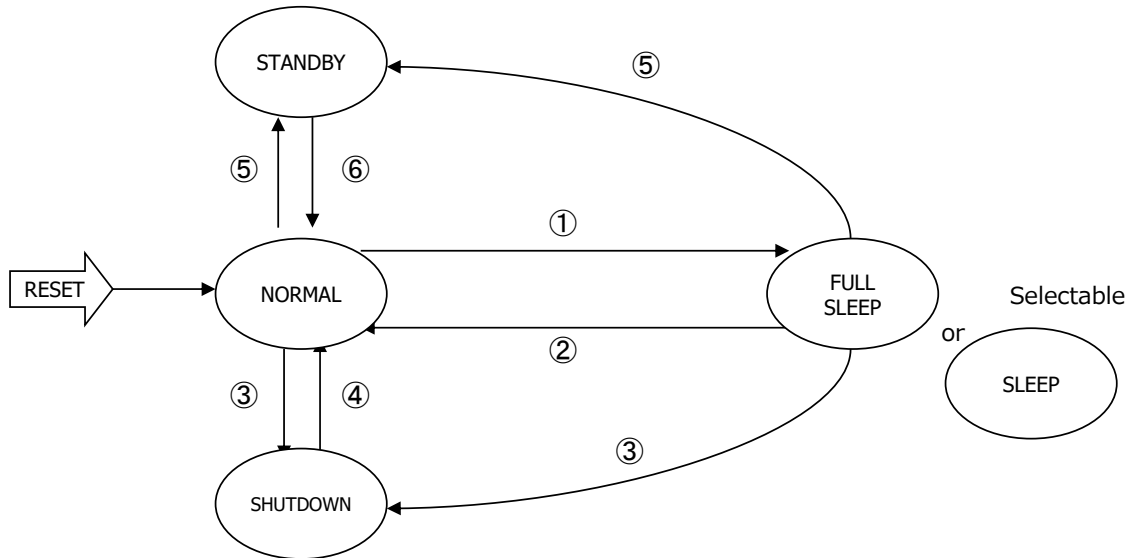 STANDBY
⑤
⑤
⑥
①
RESET
NORMAL
FULL
SLEEP
Selectable
or
②
SLEEP
③
④
③
SHUTDOWN